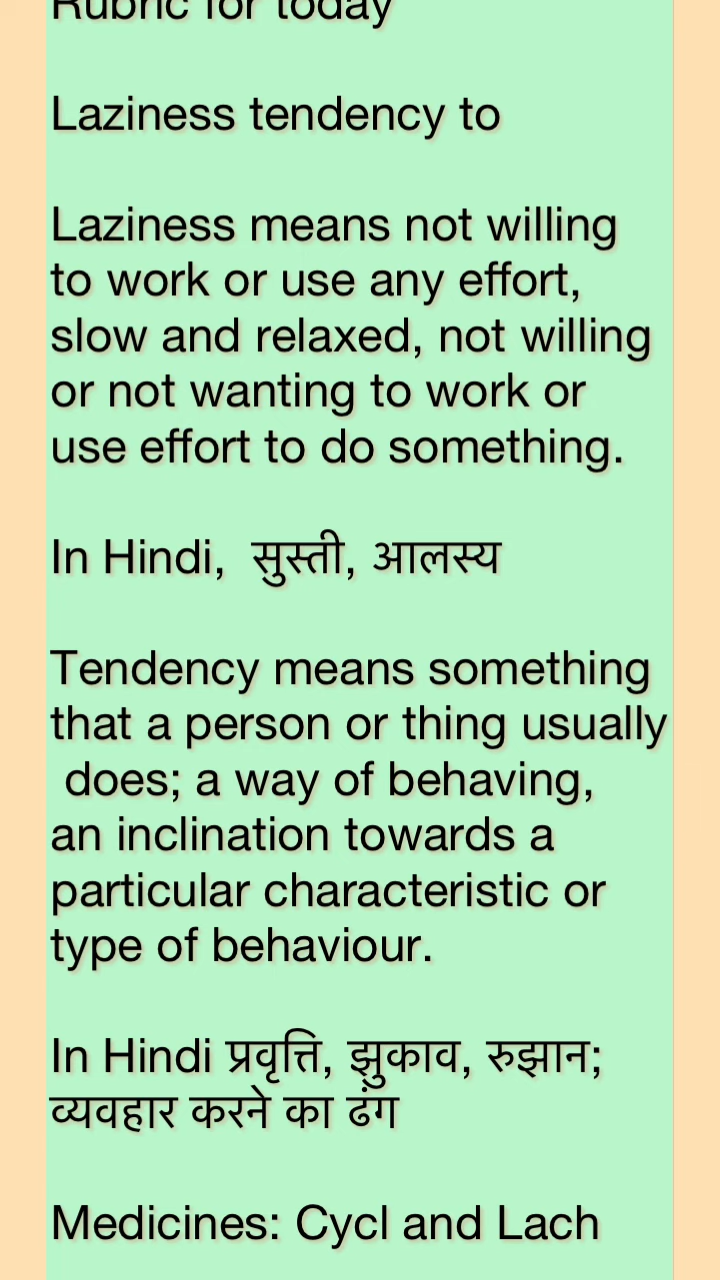 Rubric for today
Laziness tendency to
Laziness means not willing
to work or use any effort,
slow and relaxed, not willing
or not wanting to work or
use effort to do something.
In Hindi,  सुस्ती, आलस्य
Tendency means something
that a person or thing usually
does; a way of behaving,
an inclination towards a
particular characteristic or
type of behaviour.
In Hindi प्रवृत्ति, झुकाव, रुझान;
व्यवहार करने का ढंग
Medicines: Cycl and Lach